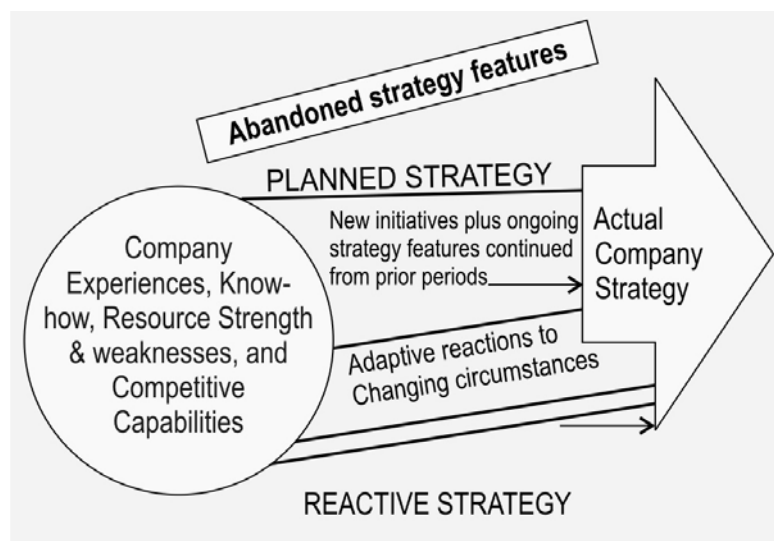 Abandoned strategy features
PLANNED STRATEGY
New initiatives plus ongoing
strategy features continued
from prior periods
Actual
Company
Strategy
Company
Experiences, Know-
how, Resource Strength
& weaknesses, and
Competitive
Capabilities
Adaptive reactions to
Changing circumstances
REACTIVE STRATEGY